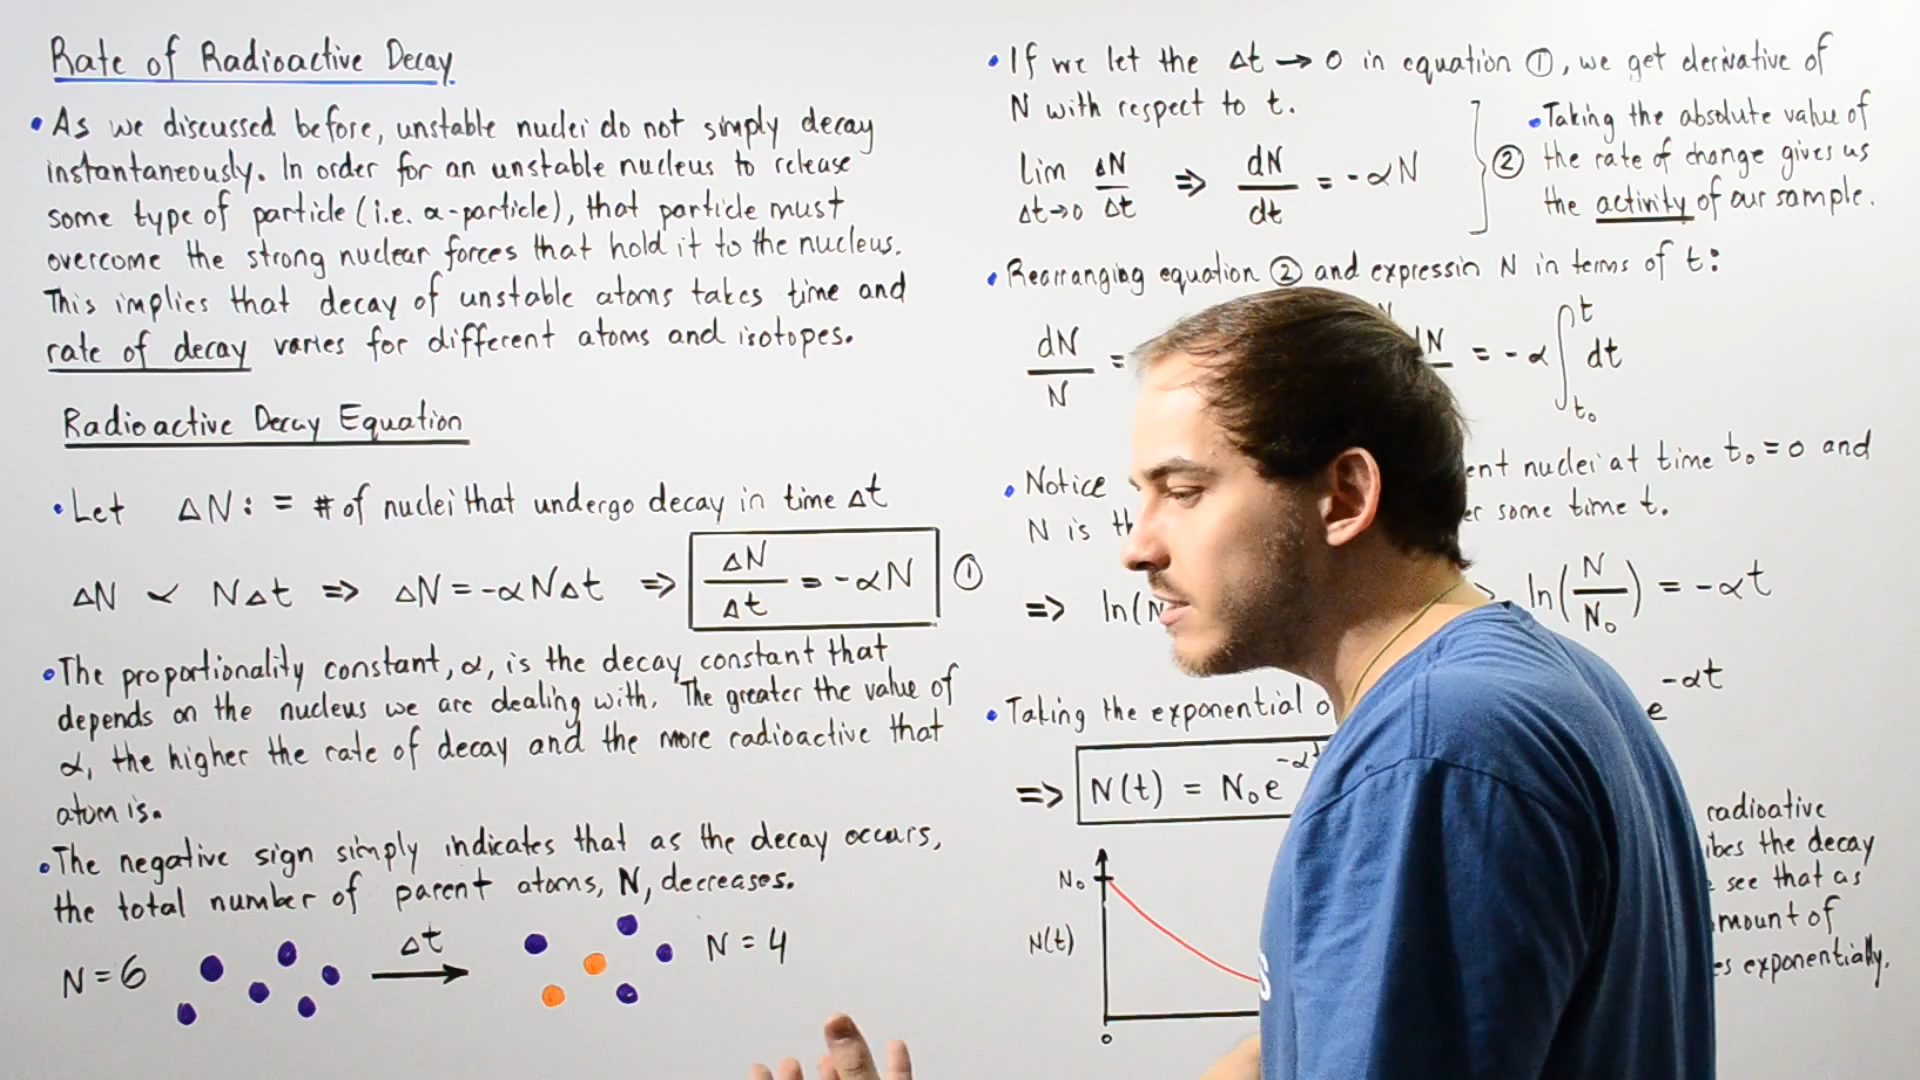 Rate of Radioactive Decay
• As we discussed before, unstable nuclei do not simply decay
instantaneously. In order for an unstable nucleus to release
some type of particle (i.e. α-particle), that particle must
overcome the strong nuclear forces that hold it to the nucleus.
This implies that decay of unstable atoms takes time and
rate of decay varies for different atoms and isotopes.
Radioactive Decay Equation
• Let ΔN: = # of nuclei that undergo decay in time Δt
ΔN ∝ NΔt => ΔN = -αNΔt => ΔN/Δt = -αN ①
• The proportionality constant, α, is the decay constant that
depends on the nucleus we are dealing with. The greater the value of
α, the higher the rate of decay and the more radioactive that
atom is.
• The negative sign simply indicates that as the decay occurs,
the total number of parent atoms, N, decreases.
N = 6 Δt N = 4
• If we let the Δt → 0 in equation ①, we get derivative of
N with respect to t.
lim Δt→0 ΔN/Δt => dN/dt = -αN ②
• Taking the absolute value of
the rate of change gives us
the activity of our sample.
• Rearranging equation ② and expressin N in terms of t:
dN/N = N = -α ∫ t t₀ dt
• Notice nuclei at time t₀ = 0 and
N is some time t.
=> ln( ln(N/N₀) = -αt
• Taking the exponential
e^-αt
=> N(t) = N₀e^-α
radioative
the decay
see that as
of
exponentially.
N₀
N(t)
0